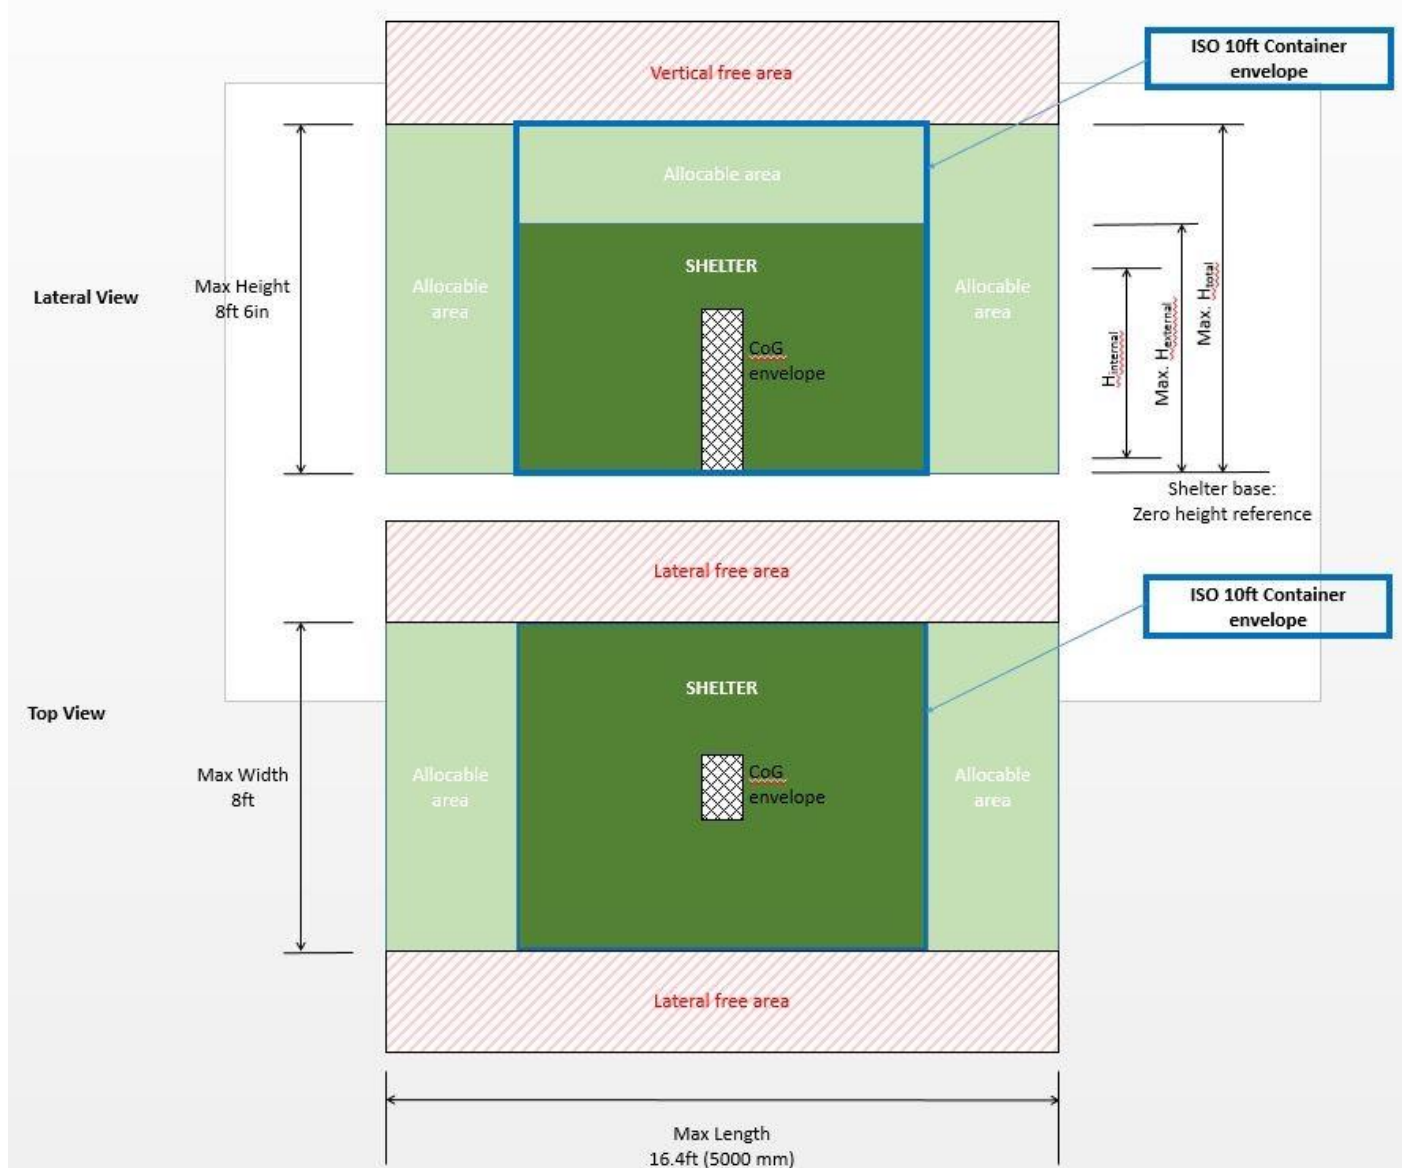 Vertical free area
ISO 10ft Container
envelope
Allocable area
SHELTER
Lateral View
Max Height
8ft 6in
Allocable
area
Allocable
area
CoG
envelope
Hinternal
Max. Hexternal
Max. Htotal
Shelter base:
Zero height reference
Lateral free area
ISO 10ft Container
envelope
SHELTER
Top View
Max Width
8ft
Allocable
area
CoG
envelope
Allocable
area
Lateral free area
Max Length
16.4ft (5000 mm)